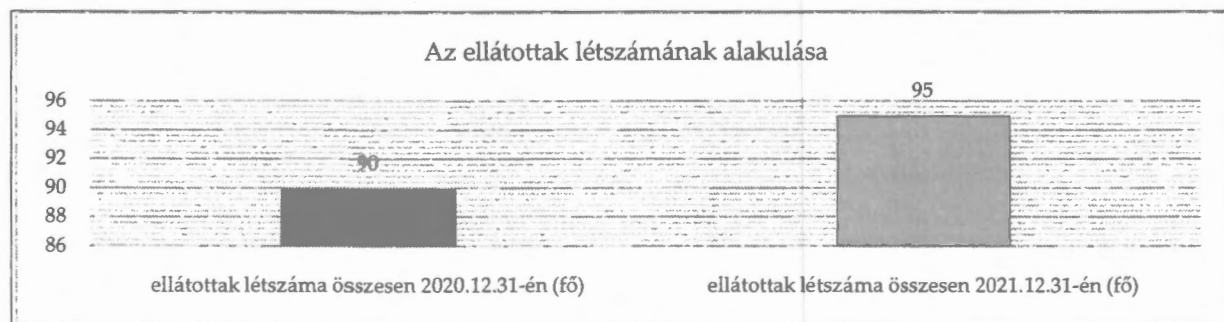 Az ellátottak létszámának alakulása
96
95
94
92
90
90
88
86
ellátottak létszáma összesen 2020.12.31-én (fő)
ellátottak létszáma összesen 2021.12.31-én (fő)